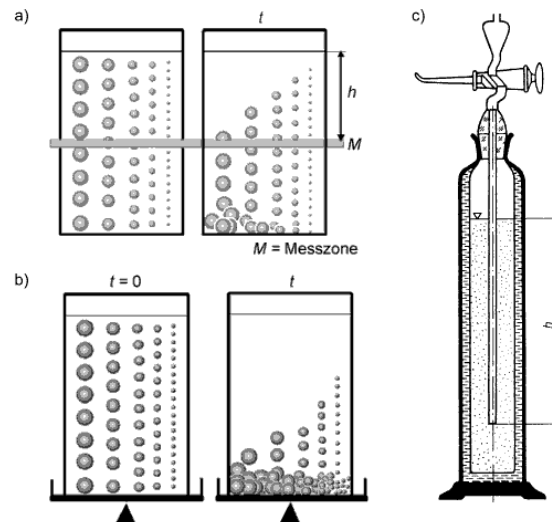 a)
t
h
M
M = Messzone
b)
t = 0
t
c)
h